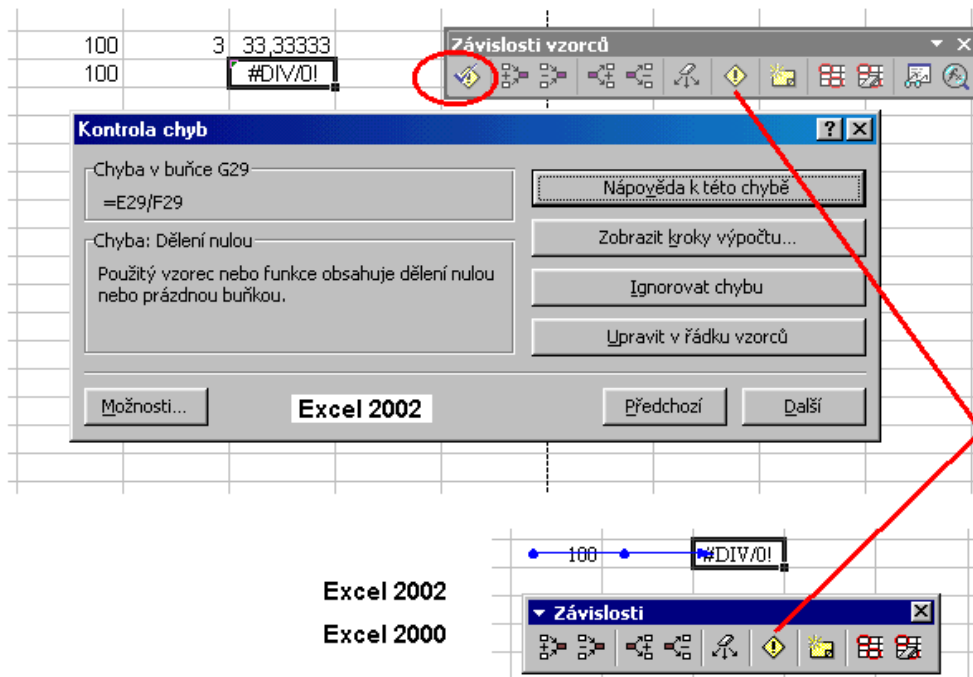 100 3 33,33333
Závislosti vzorců
100 #DIV/0!
Kontrola chyb
Chyba v buňce G29
=E29/F29
Nápověda k této chybě
Chyba: Dělení nulou
Zobrazit kroky výpočtu...
Použitý vzorec nebo funkce obsahuje dělení nulou
nebo prázdnou buňkou.
Ignorovat chybu
Upravit v řádku vzorců
Možnosti...
Excel 2002
Předchozí
Další
100 #DIV/0!
Excel 2002
Závislosti
Excel 2000